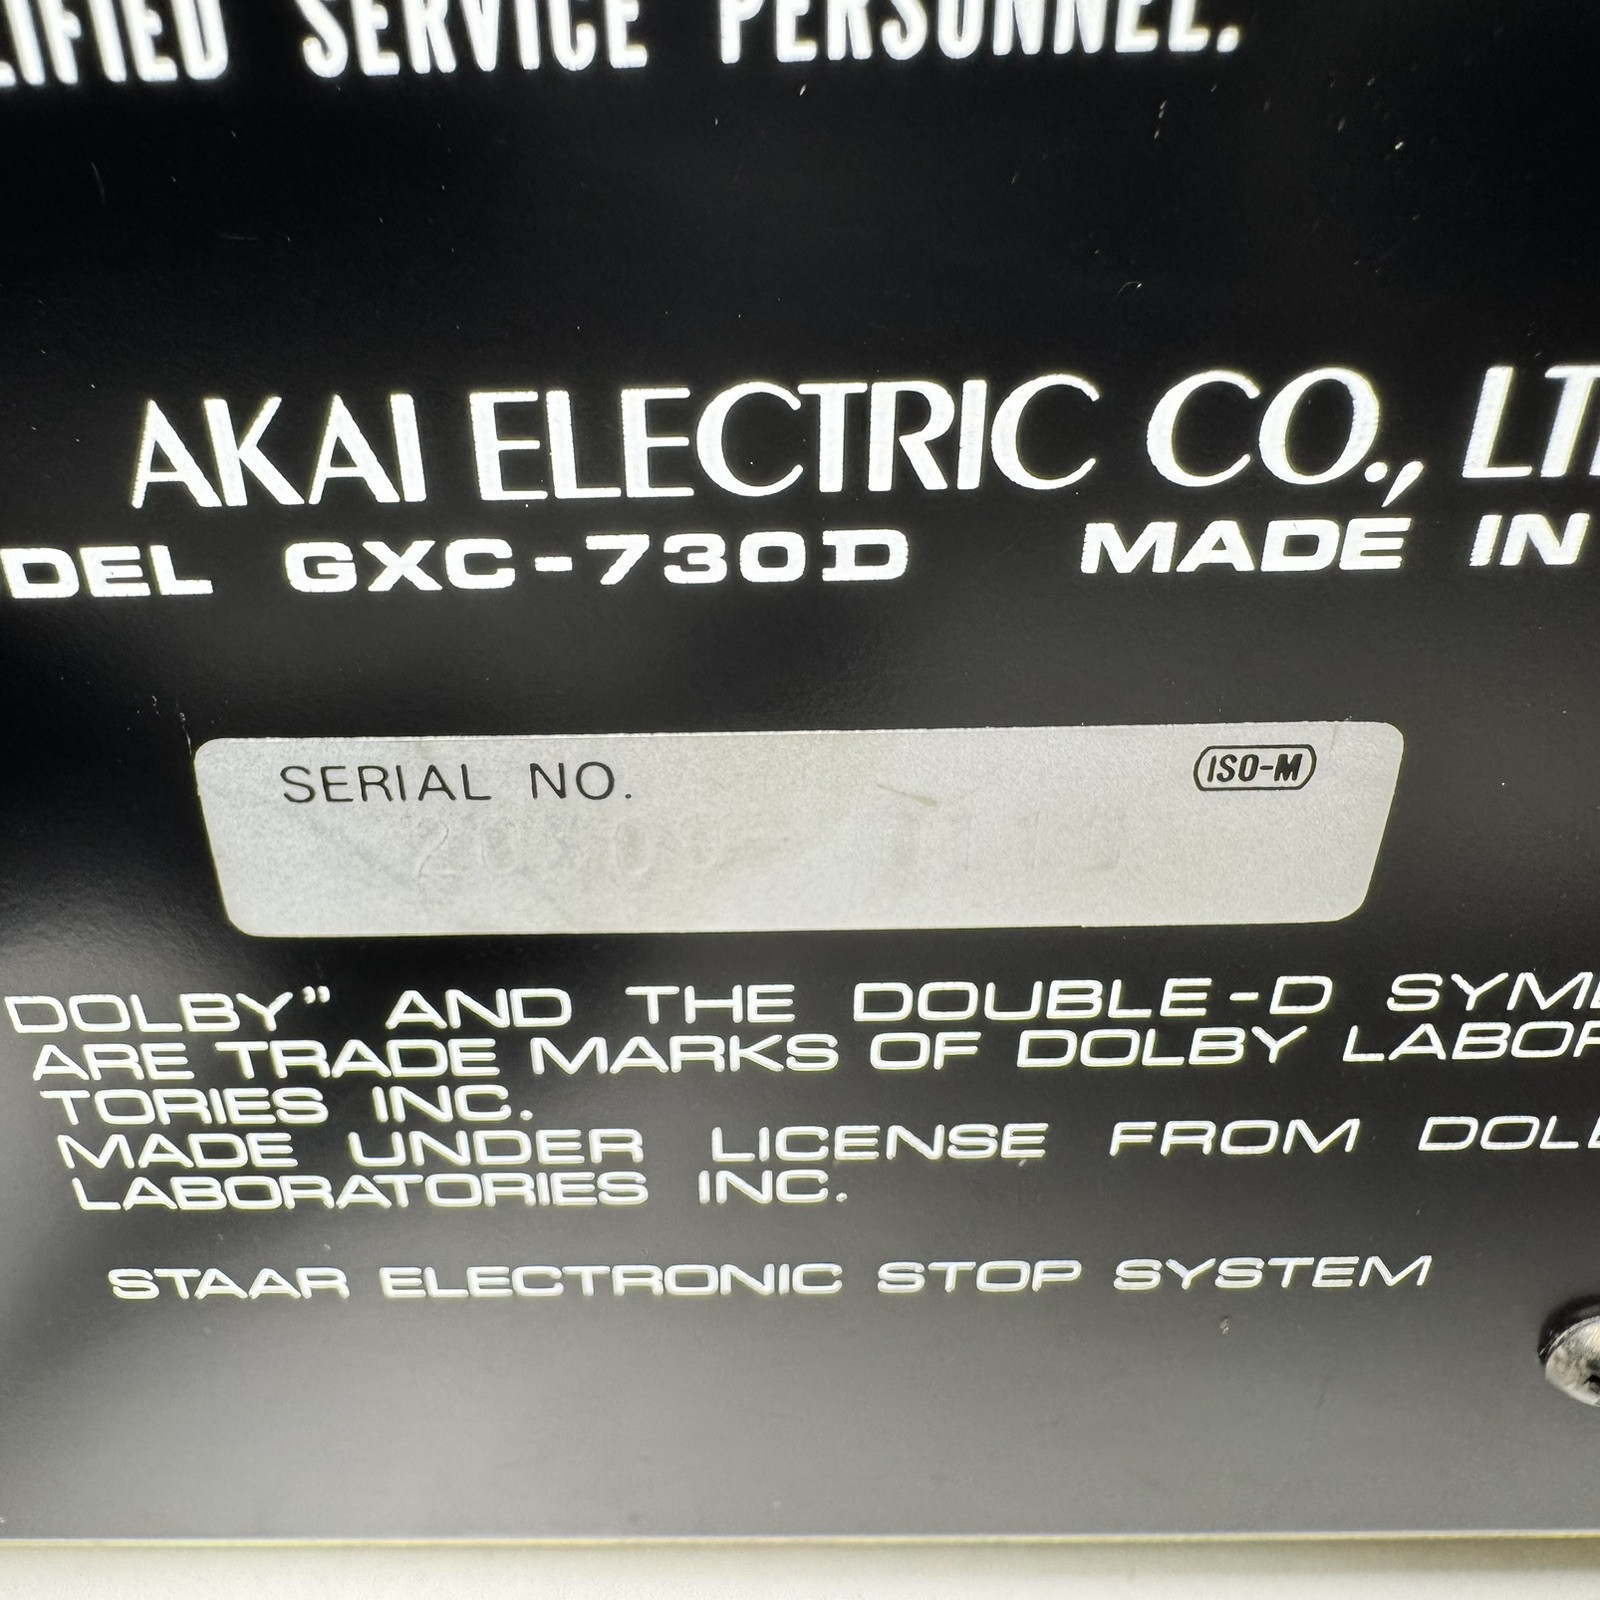 LIFIED SERVICE PERSONNEL.
AKAI ELECTRIC CO., LT
DEL GXC-730D MADE IN
SERIAL NO. ISO-M
DOLBY” AND THE DOUBLE-D SYM
ARE TRADE MARKS OF DOLBY LABOR
TORIES INC.
MADE UNDER LICENSE FROM DOL
LABORATORIES INC.
STAAR ELECTRONIC STOP SYSTEM